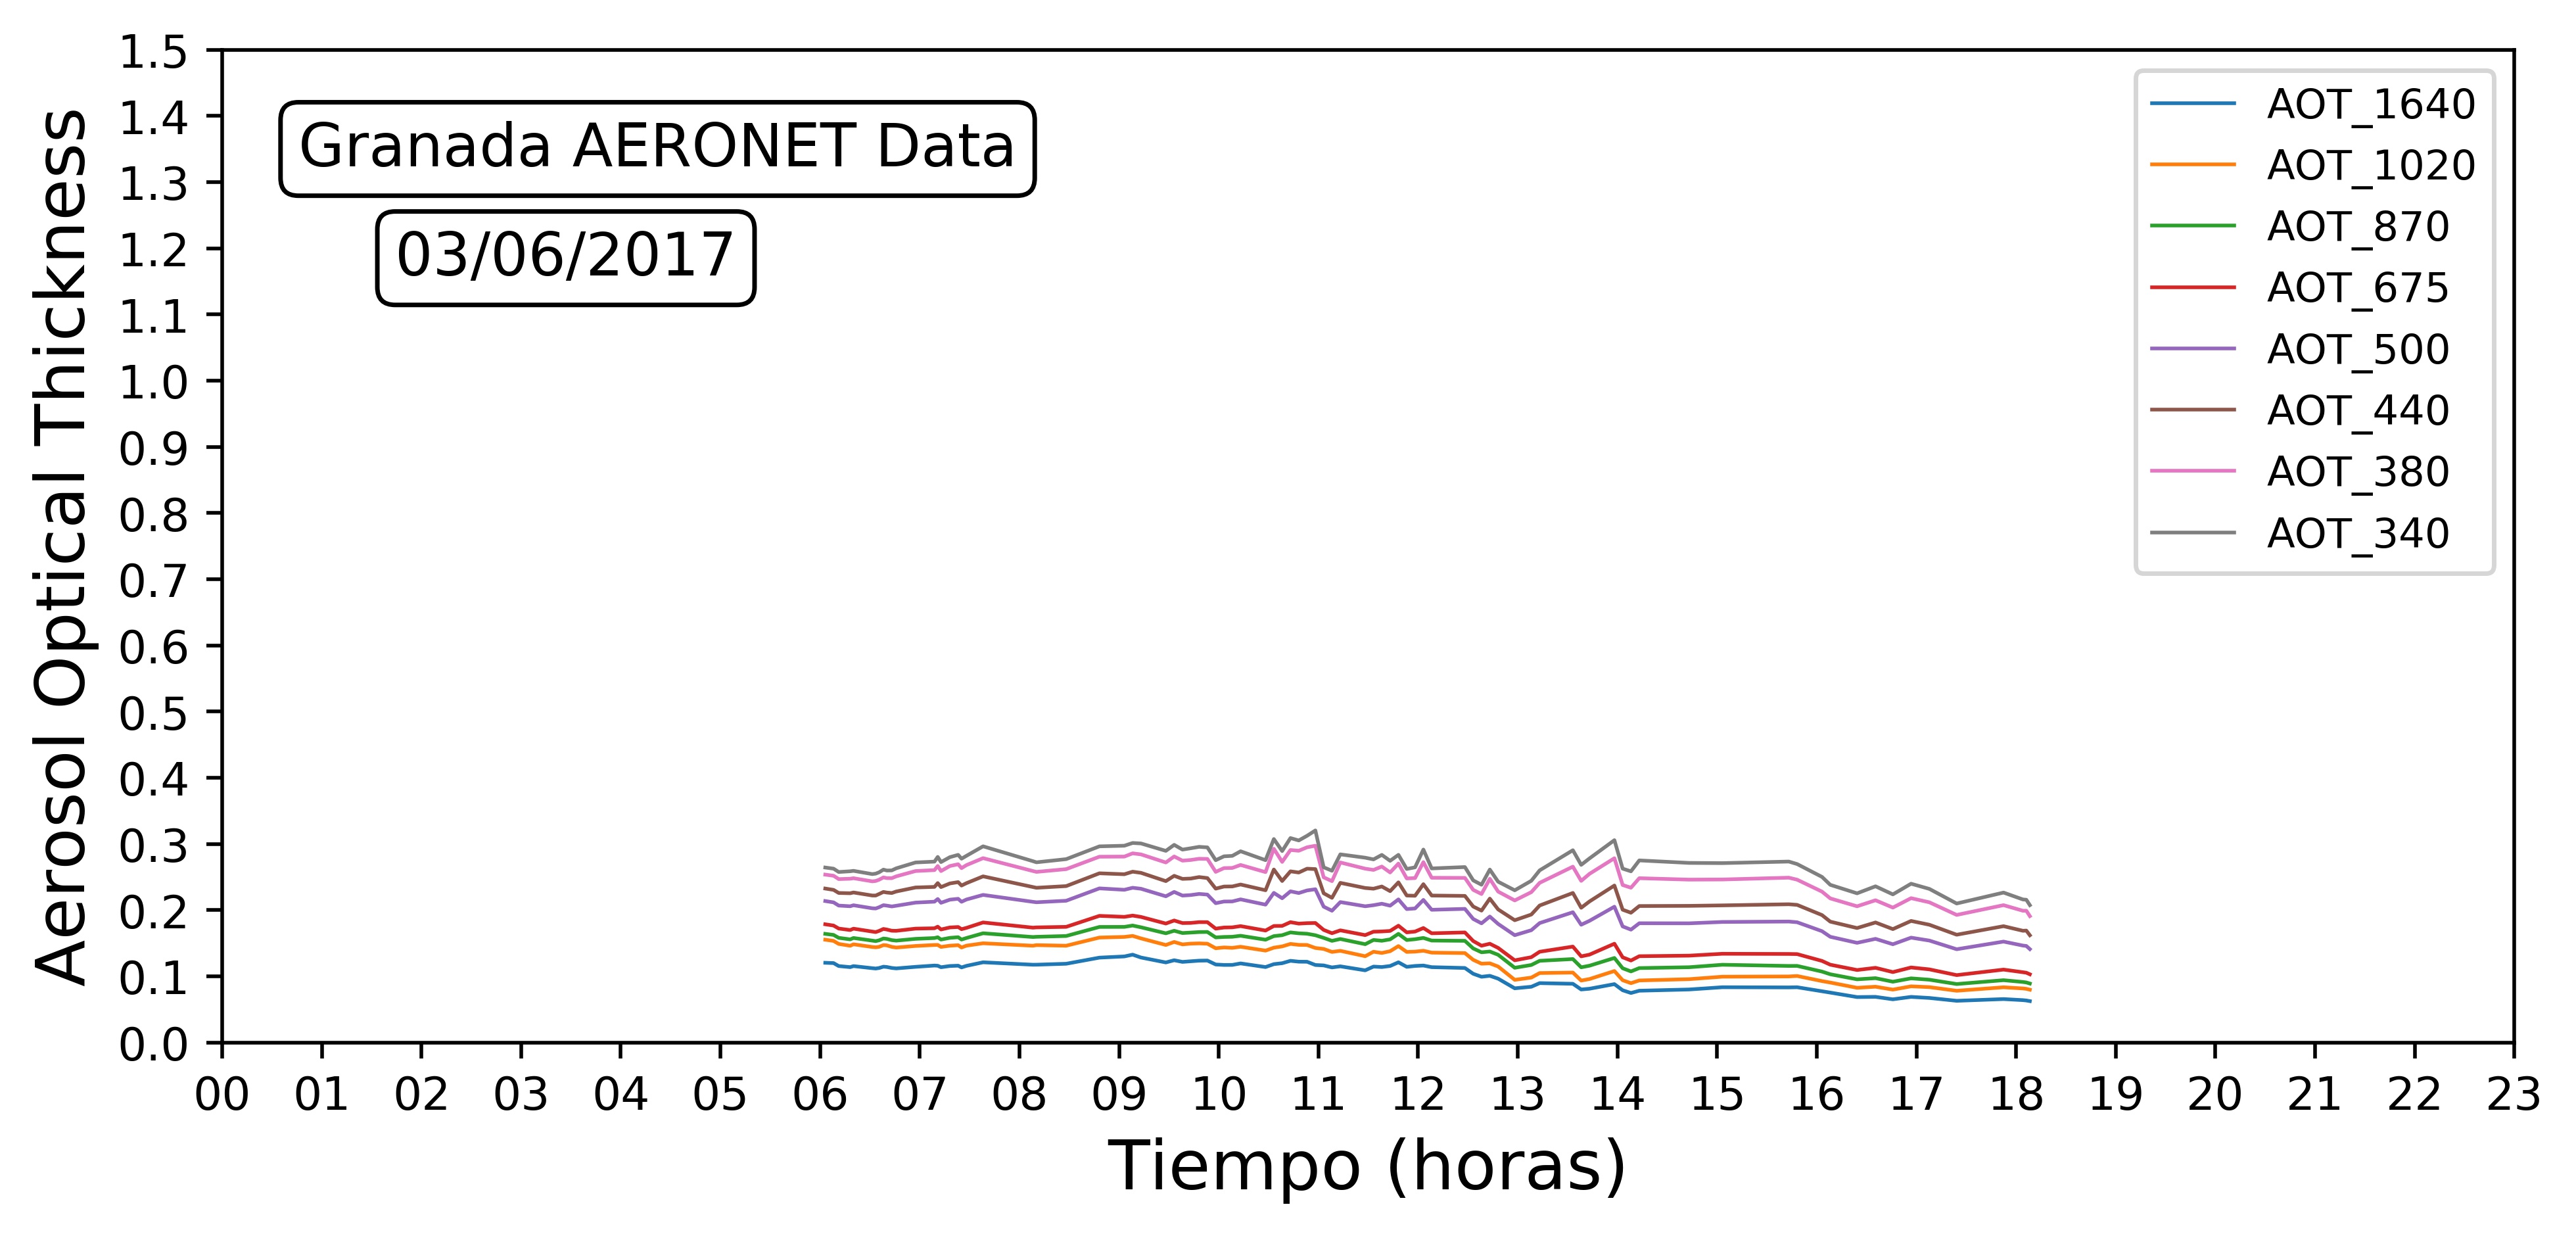 Granada AERONET Data
03/06/2017
AOT_1640
AOT_1020
AOT_870
AOT_675
AOT_500
AOT_440
AOT_380
AOT_340
Aerosol Optical Thickness
1.5
1.4
1.3
1.2
1.1
1.0
0.9
0.8
0.7
0.6
0.5
0.4
0.3
0.2
0.1
0.0
00 01 02 03 04 05 06 07 08 09 10 11 12 13 14 15 16 17 18 19 20 21 22 23
Tiempo (horas)